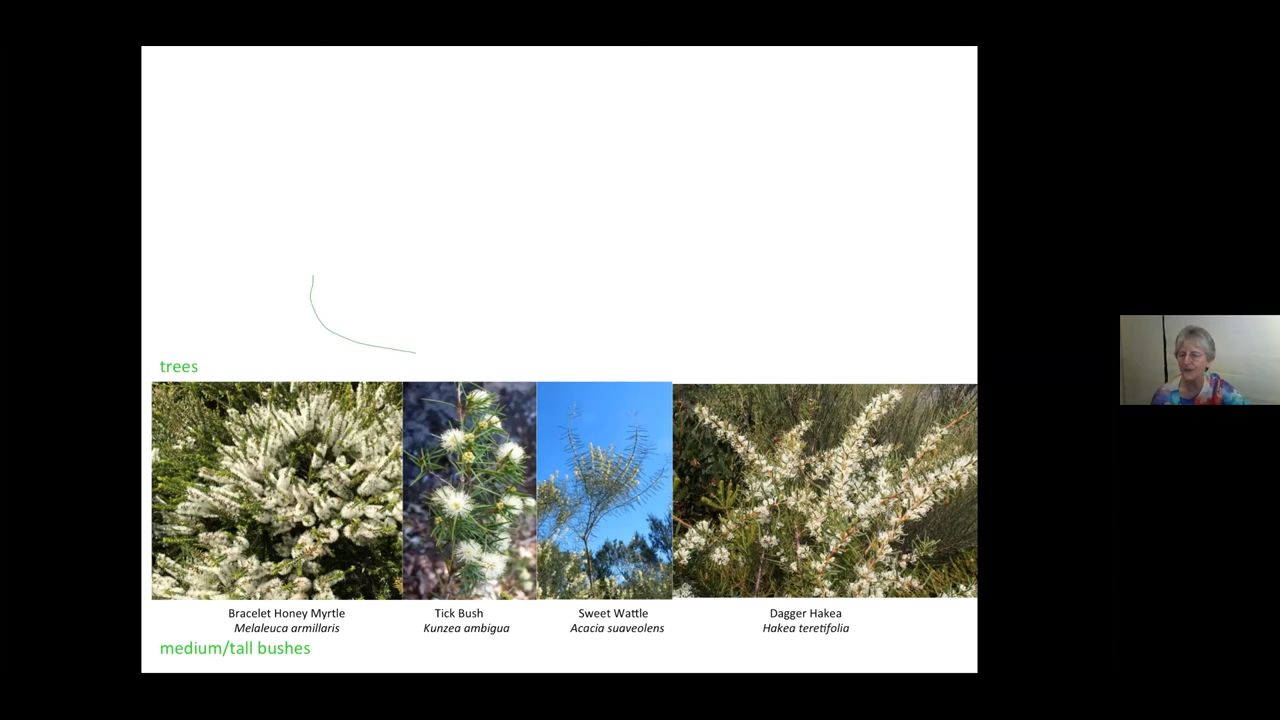 trees
Bracelet Honey Myrtle
Melaleuca armillaris
Tick Bush
Kunzea ambigua
Sweet Wattle
Acacia suaveolens
Dagger Hakea
Hakea teretifolia
medium/tall bushes